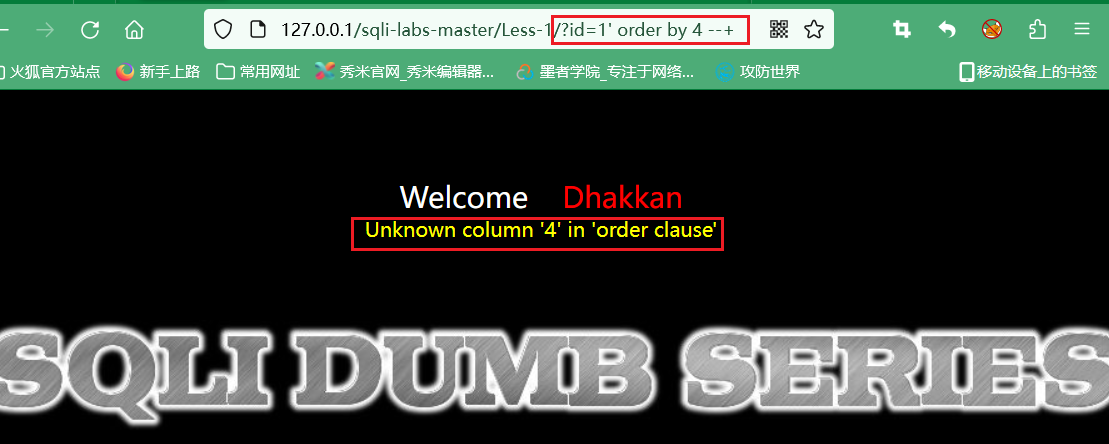 127.0.0.1/sqli-labs-master/Less-1/?id=1' order by 4 --+
火狐官方站点 新手上路 常用网址 秀米官网_秀米编辑器... 墨者学院_专注于网络... 攻防世界 移动设备上的书签
Welcome Dhakkan
Unknown column '4' in 'order clause'
SQLI DUMB SERIES